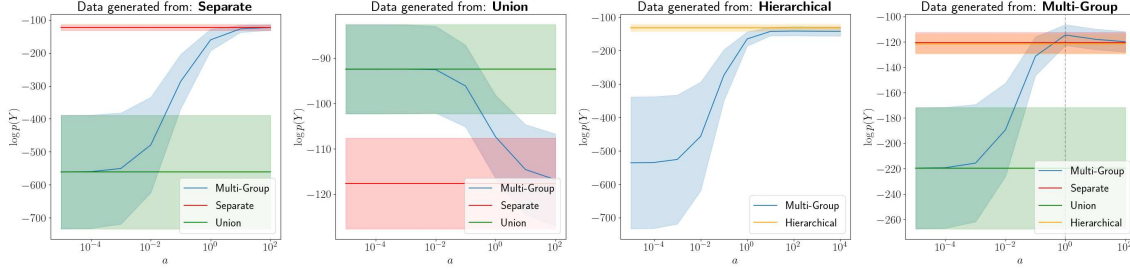 Data generated from: Separate
−100
−200
−300
−400
−500
−600
−700
log p(Y)
10⁻⁴
10⁻²
10⁰
10²
a
Multi-Group
Separate
Union
Data generated from: Union
−90
−100
−110
−120
log p(Y)
10⁻⁴
10⁻²
10⁰
10²
a
Multi-Group
Separate
Union
Data generated from: Hierarchical
−100
−200
−300
−400
−500
−600
−700
log p(Y)
10⁻⁴
10⁻²
10⁰
10²
10⁴
a
Multi-Group
Hierarchical
Data generated from: Multi-Group
−100
−120
−140
−160
−180
−200
−220
−240
−260
log p(Y)
10⁻⁴
10⁻²
10⁰
10²
a
Multi-Group
Separate
Union
Hierarchical